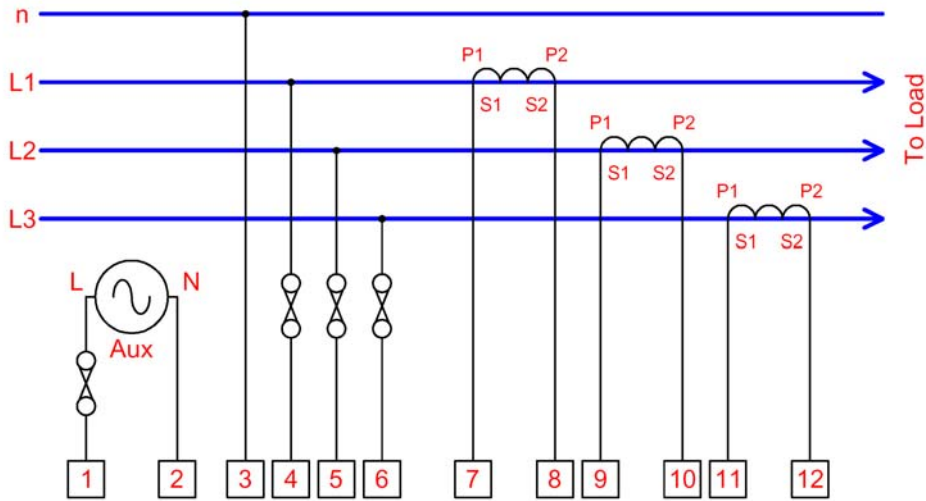 n
L1 P1 P2
S1 S2
L2 P1 P2
S1 S2
L3 P1 P2
S1 S2
To Load
L N
Aux
1 2 3 4 5 6 7 8 9 10 11 12